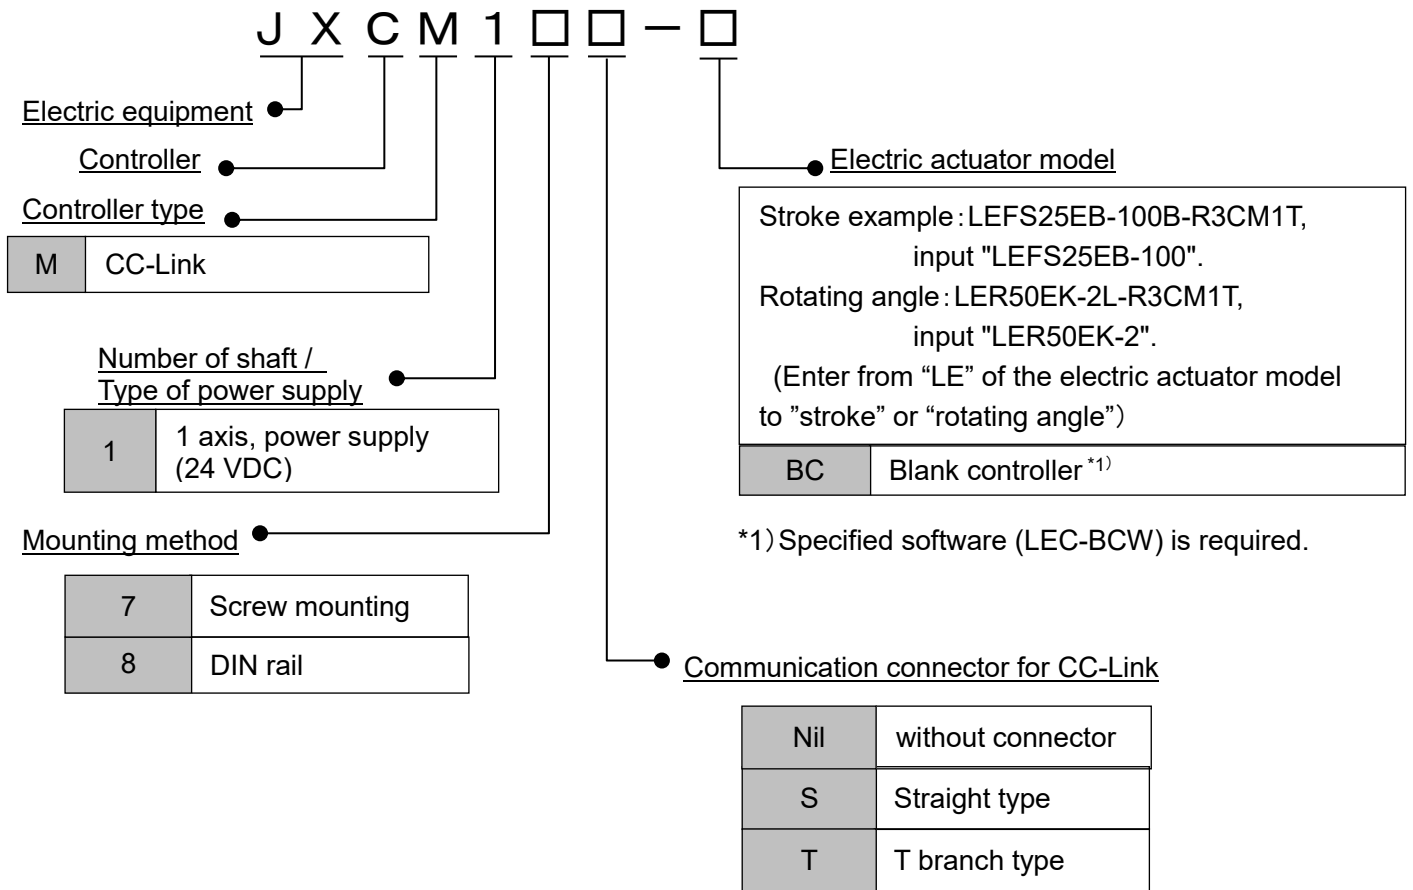 JXCM1□□-□
Electric equipment
Controller
Controller type
M CC-Link
Number of shaft /
Type of power supply
1 1 axis, power supply
(24 VDC)
Mounting method
7 Screw mounting
8 DIN rail
Electric actuator model
Stroke example:LEFS25EB-100B-R3CM1T,
input "LEFS25EB-100".
Rotating angle:LER50EK-2L-R3CM1T,
input "LER50EK-2".
(Enter from “LE” of the electric actuator model
to ”stroke” or “rotating angle”)
BC Blank controller *1)
*1)Specified software (LEC-BCW) is required.
Communication connector for CC-Link
Nil without connector
S Straight type
T T branch type